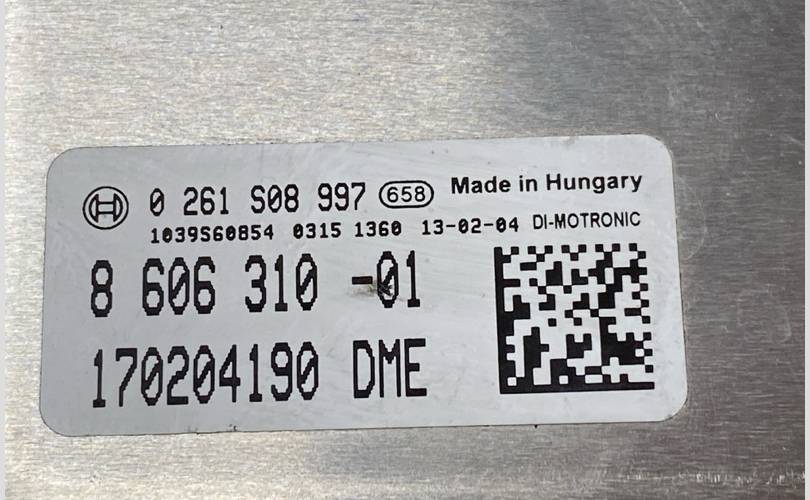 0 261 S08 997 658 Made in Hungary
1039S60854 0315 1360 13-02-04 DI-MOTRONIC
8 606 310 -01
170204190 DME